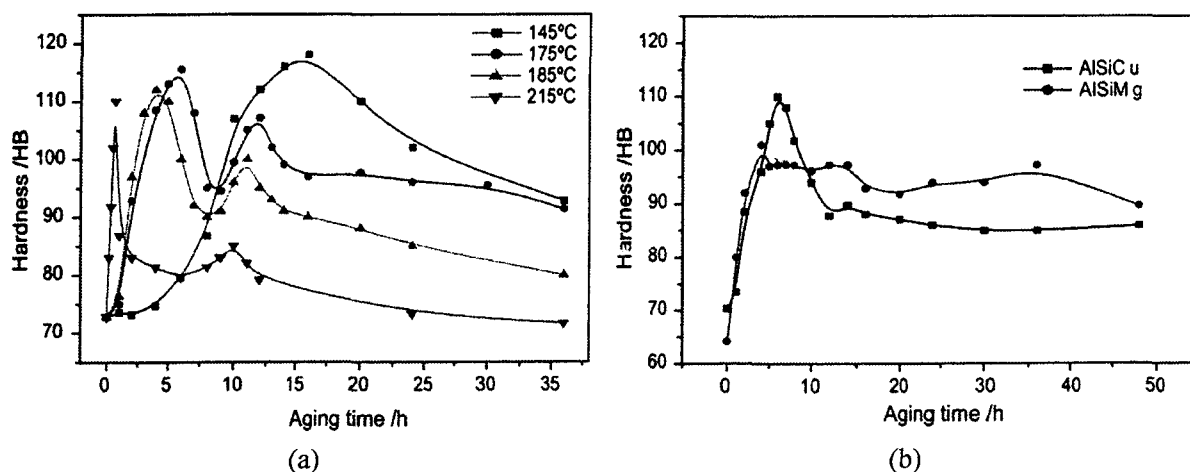 120
110
100
90
80
70
Hardness /HB
0 5 10 15 20 25 30 35
Aging time /h
145ºC
175ºC
185ºC
215ºC
(a)
120
110
100
90
80
70
60
Hardness /HB
0 10 20 30 40 50
Aging time /h
AlSiC u
AlSiM g
(b)